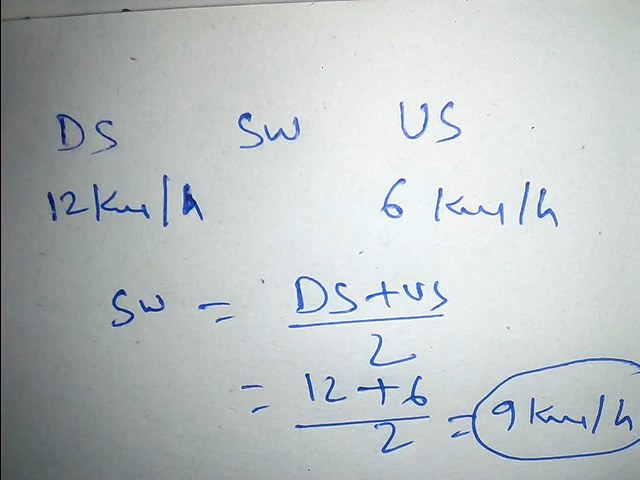 DS SW US
12 Km/h 6 Km/h
SW = DS+US
2
= 12+6
2 = 9 Km/h